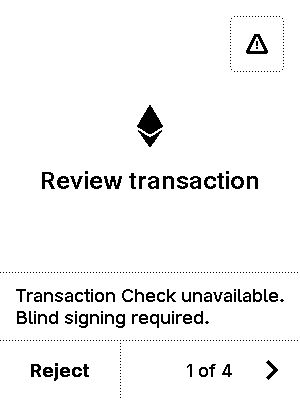 Review transaction
Transaction Check unavailable.
Blind signing required.
Reject
1 of 4